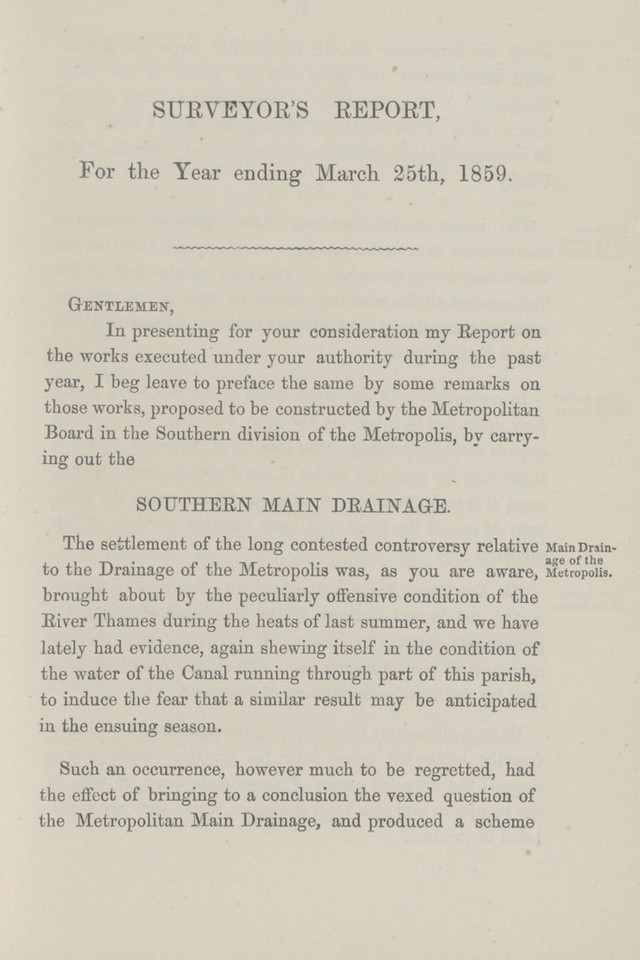 SURVEYOR'S REPORT,
For the Year ending March 25th, 1859.
GENTLEMEN,
In presenting for your consideration my Report on
the works executed under your authority during the past
year, I beg leave to preface the same by some remarks on
those works, proposed to be constructed by the Metropolitan
Board in the Southern division of the Metropolis, by carry-
ing out the
SOUTHERN MAIN DRAINAGE.
The settlement of the long contested controversy relative
to the Drainage of the Metropolis was, as you are aware,
brought about by the peculiarly offensive condition of the
River Thames during the heats of last summer, and we have
lately had evidence, again shewing itself in the condition of
the water of the Canal running through part of this parish,
to induce the fear that a similar result may be anticipated
in the ensuing season.
Main Drain-
age of the
Metropolis.
Such an occurrence, however much to be regretted, had
the effect of bringing to a conclusion the vexed question of
the Metropolitan Main Drainage, and produced a scheme